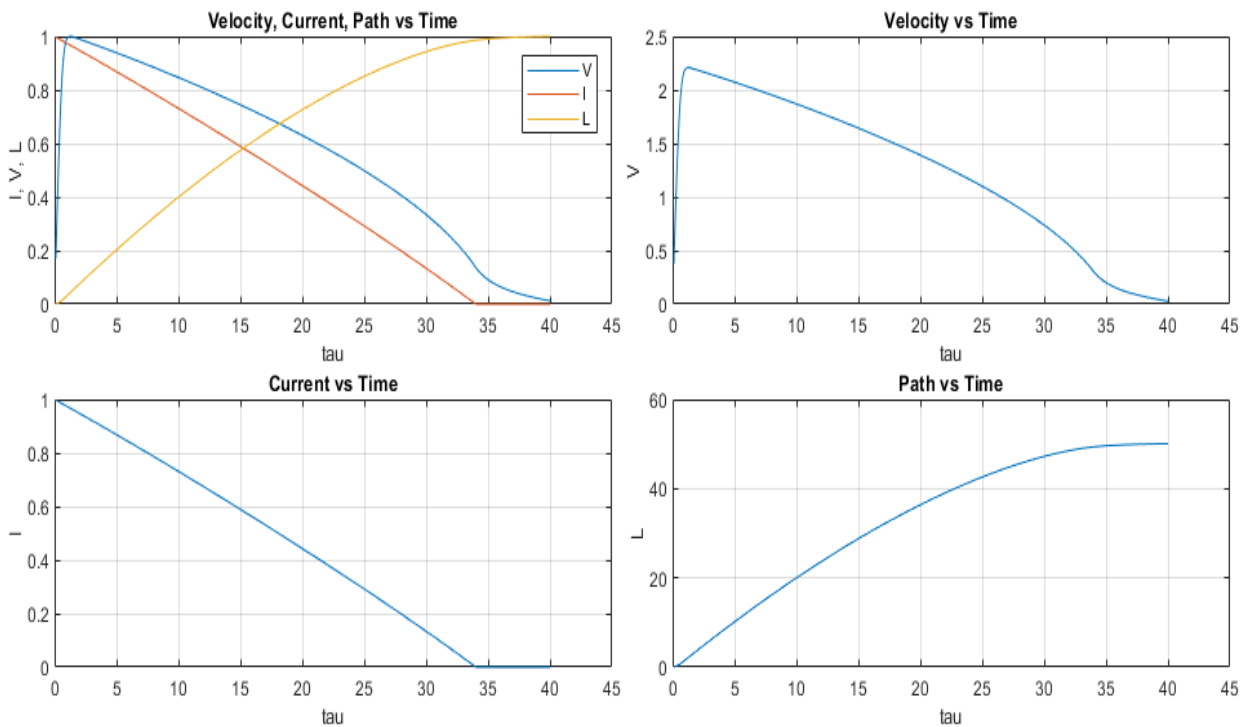 Velocity, Current, Path vs Time
1
0.8
0.6
0.4
0.2
0
I, V, L
V
I
L
0 5 10 15 20 25 30 35 40 45
tau
Velocity vs Time
2.5
2
1.5
1
0.5
0
V
0 5 10 15 20 25 30 35 40 45
tau
Current vs Time
1
0.8
0.6
0.4
0.2
0
I
0 5 10 15 20 25 30 35 40 45
tau
Path vs Time
60
40
20
0
L
0 5 10 15 20 25 30 35 40 45
tau